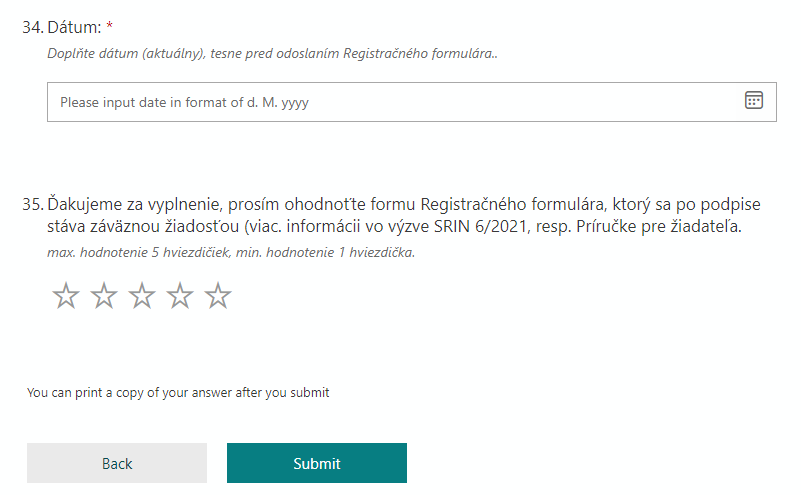 34. Dátum: *
Doplňte dátum (aktuálny), tesne pred odoslaním Registračného formulára..
Please input date in format of d. M. yyyy
35. Ďakujeme za vyplnenie, prosím ohodnoťte formu Registračného formulára, ktorý sa po podpise
stáva záväznou žiadosťou (viac. informácii vo výzve SRIN 6/2021, resp. Príručke pre žiadateľa.
max. hodnotenie 5 hviezdičiek, min. hodnotenie 1 hviezdička.
You can print a copy of your answer after you submit
Back
Submit